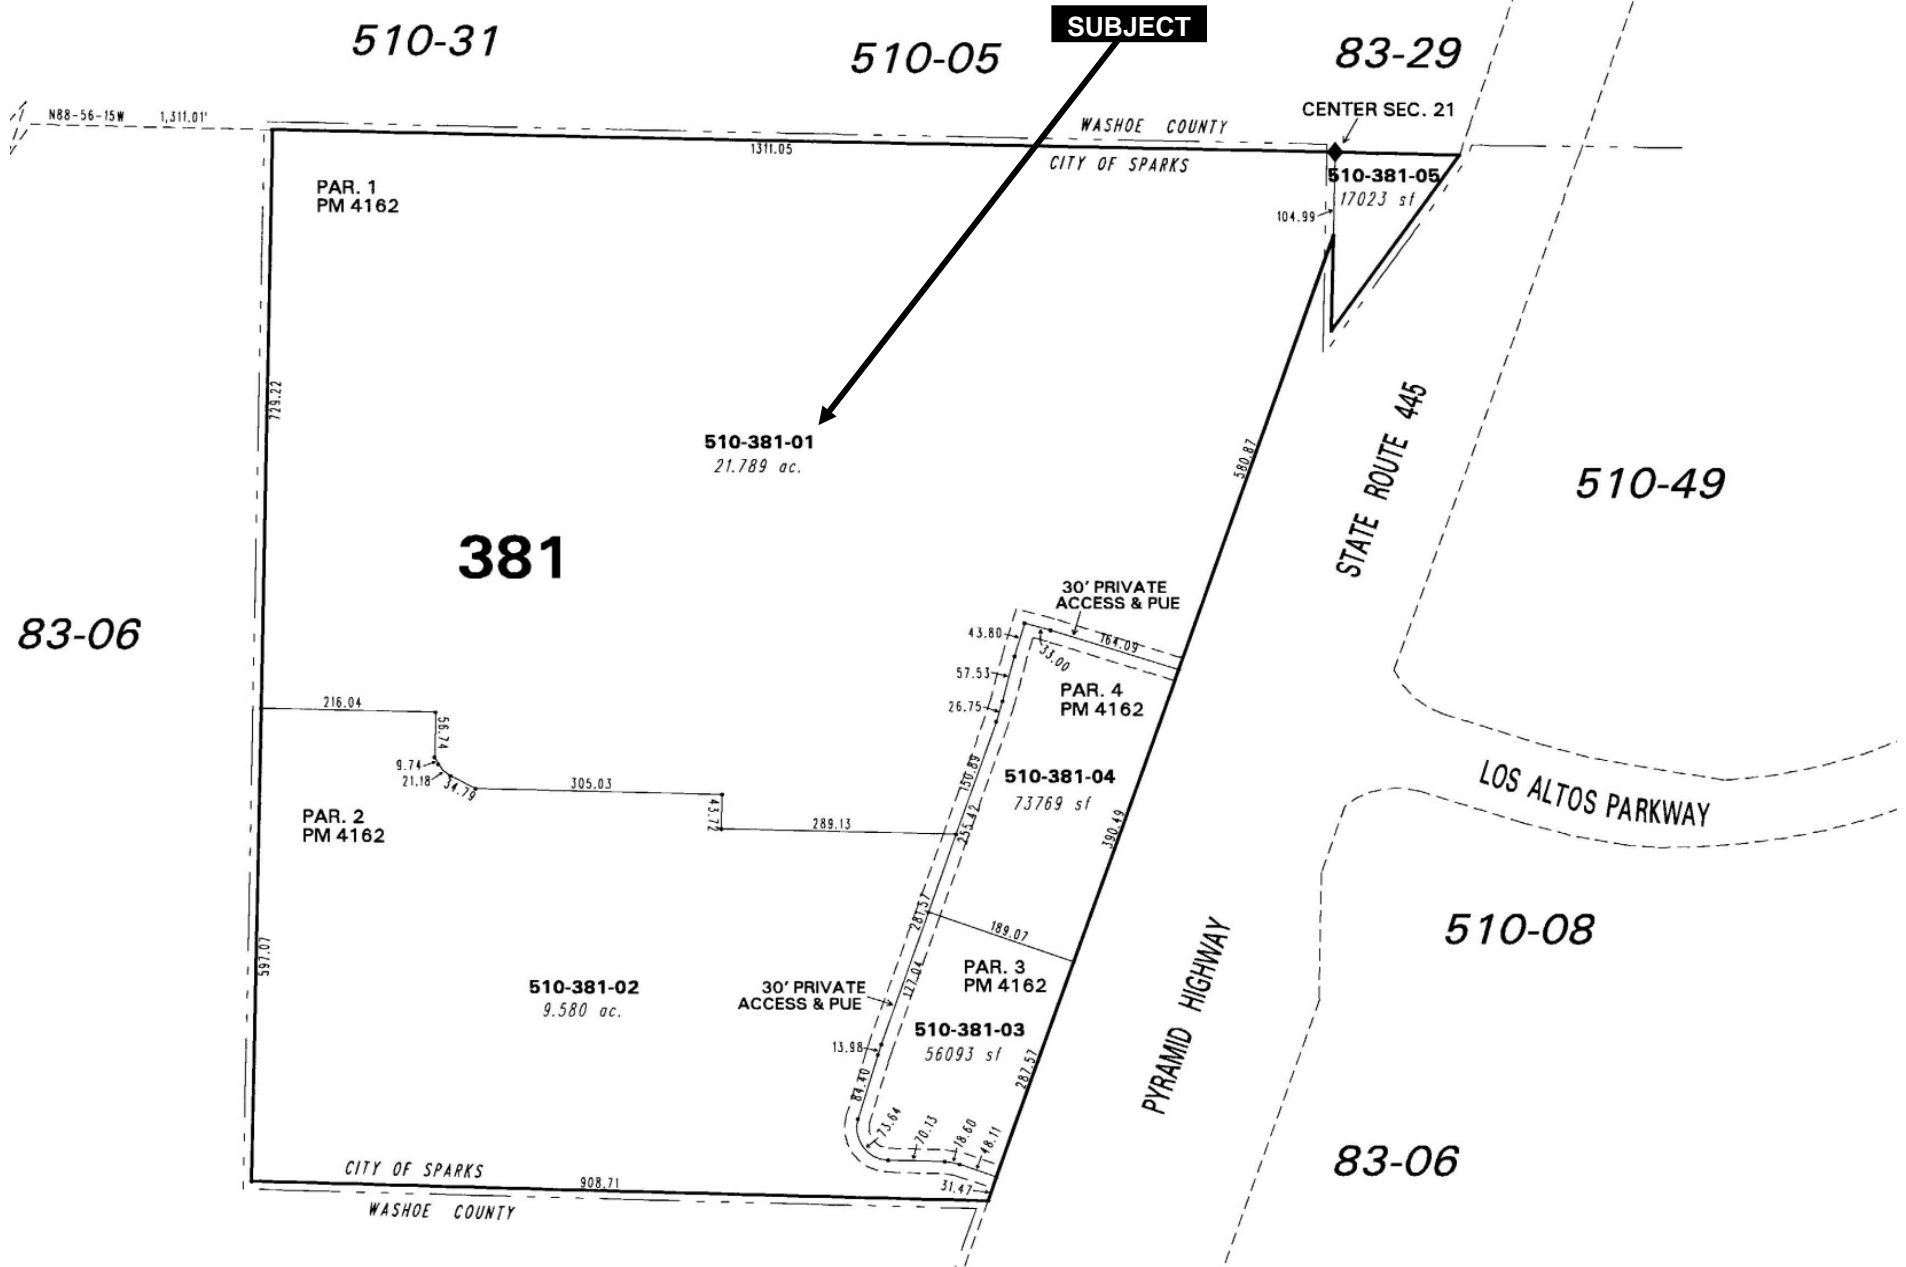 SUBJECT
510-31
510-05
83-29
CENTER SEC. 21
N88-56-15W 1,311.01'
WASHOE COUNTY
1311.05
CITY OF SPARKS
510-381-05
17023 sf
104.99
PAR. 1
PM 4162
729.22
510-381-01
21.789 ac.
580.87
STATE ROUTE 445
510-49
381
83-06
30' PRIVATE
ACCESS & PUE
43.80
164.09
33.00
57.53
26.75
PAR. 4
PM 4162
216.04
56.74
9.74
21.18
34.79
305.03
43.72
289.13
150.89
255.42
510-381-04
73769 sf
390.49
LOS ALTOS PARKWAY
PAR. 2
PM 4162
281.57
189.07
510-08
597.07
127.04
PAR. 3
PM 4162
510-381-02
9.580 ac.
30' PRIVATE
ACCESS & PUE
510-381-03
56093 sf
13.98
84.40
287.57
PYRAMID HIGHWAY
73.64
70.13
18.60
48.11
31.47
83-06
CITY OF SPARKS
908.71
WASHOE COUNTY